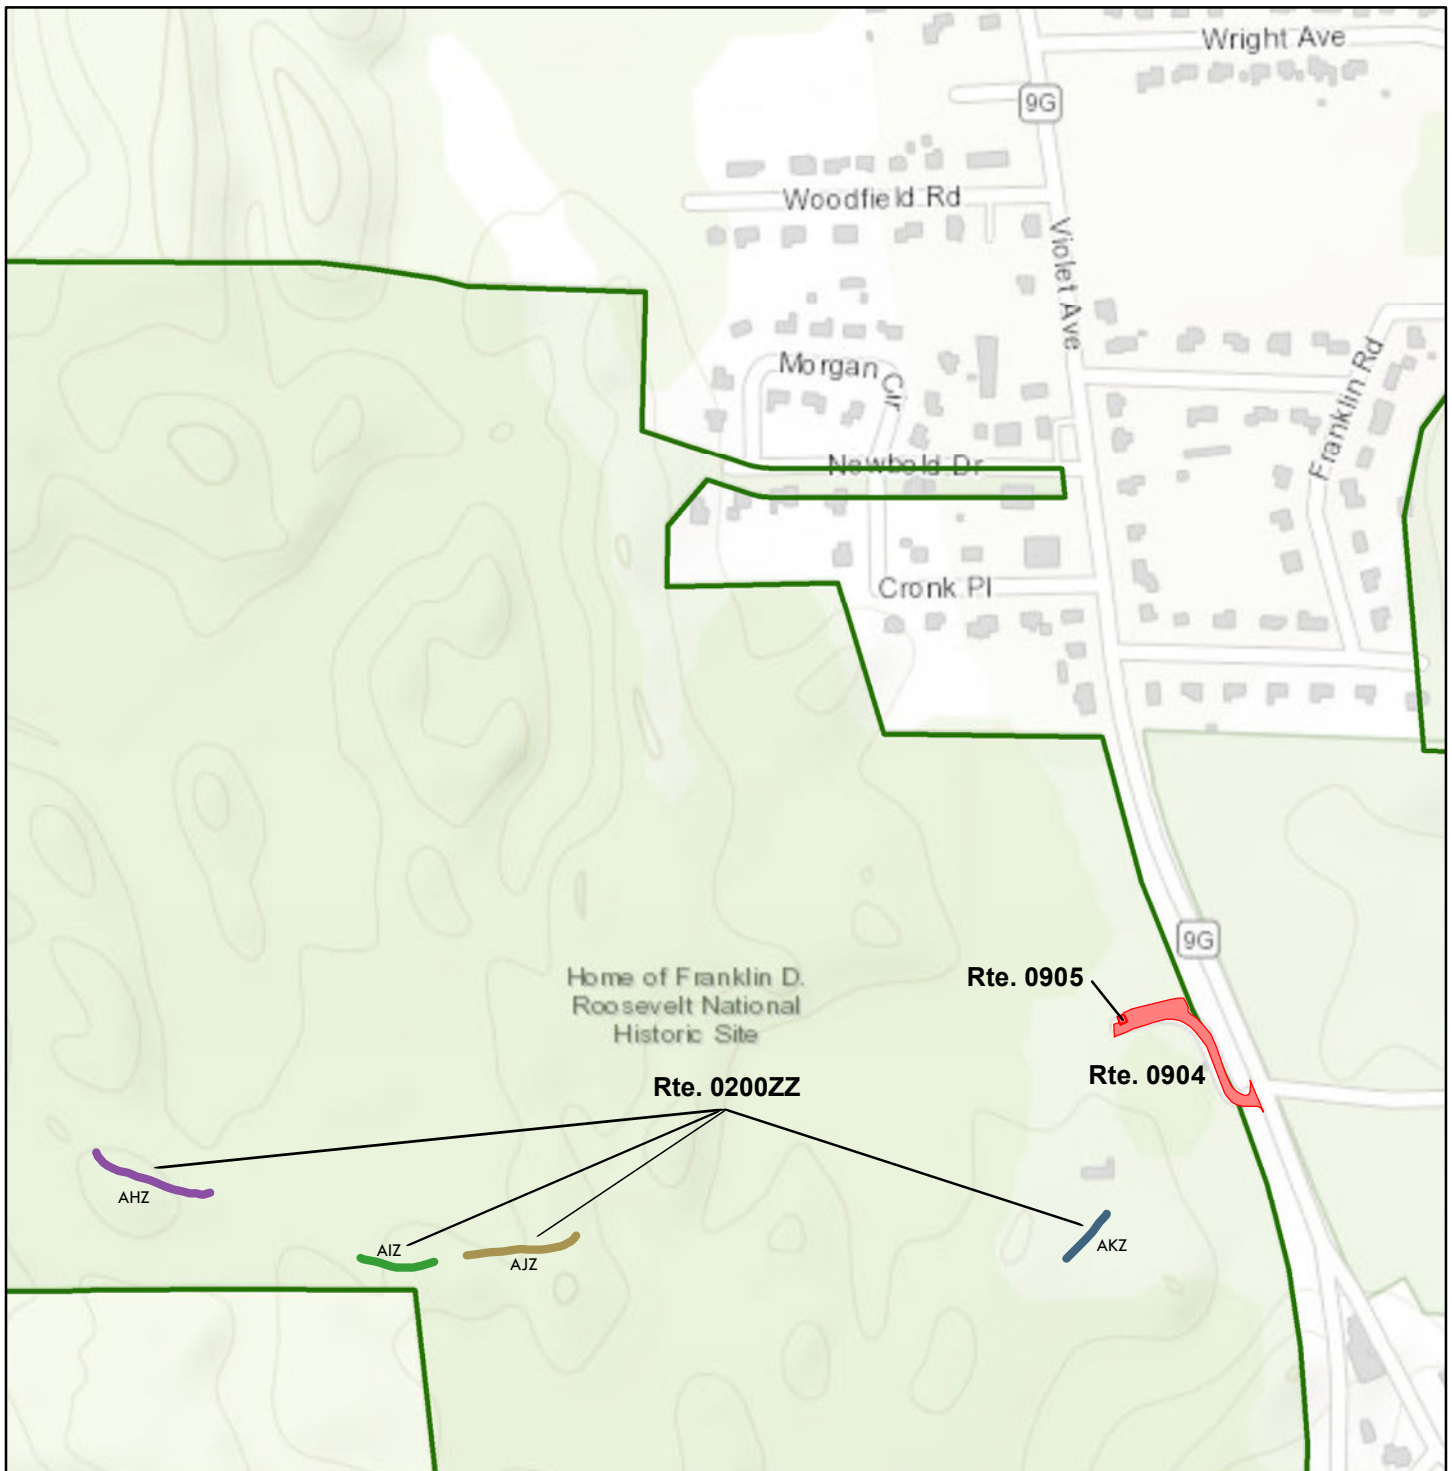 Wright Ave
9G
Woodfield Rd
Violet Ave
Morgan Cir
Franklin Rd
Newbold Dr
Cronk Pl
9G
Home of Franklin D.
Roosevelt National
Historic Site
Rte. 0905
Rte. 0904
Rte. 0200ZZ
AHZ
AIZ
AJZ
AKZ